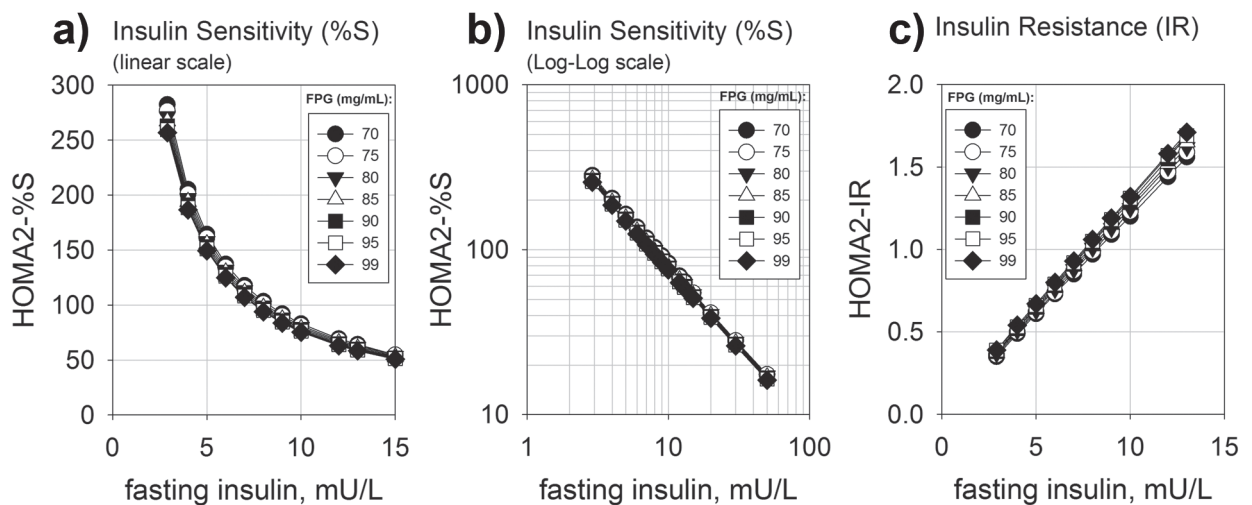 a) Insulin Sensitivity (%S)
(linear scale)
300
250
200
150
100
50
0
0 5 10 15
HOMA2-%S
fasting insulin, mU/L
FPG (mg/mL):
70
75
80
85
90
95
99
b) Insulin Sensitivity (%S)
(Log-Log scale)
1000
100
10
1 10 100
HOMA2-%S
fasting insulin, mU/L
FPG (mg/mL):
70
75
80
85
90
95
99
c) Insulin Resistance (IR)
2.0
1.5
1.0
0.5
0.0
0 5 10 15
HOMA2-IR
fasting insulin, mU/L
FPG (mg/mL):
70
75
80
85
90
95
99